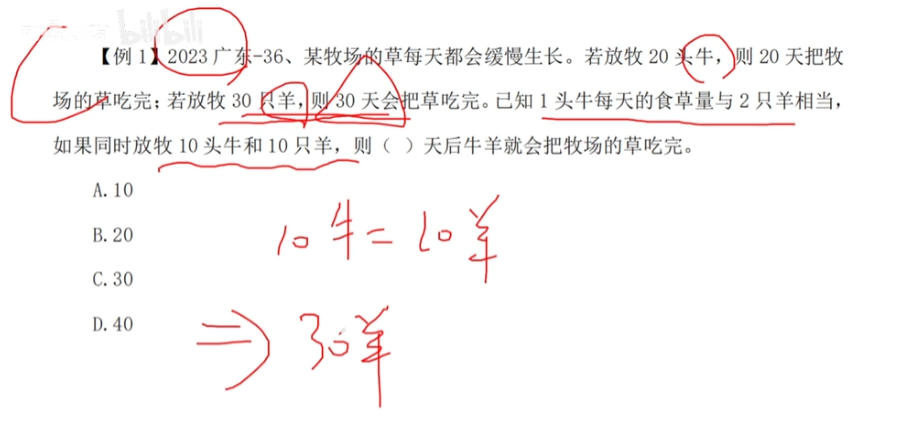 bilibili
【例1】2023 广东-36、某牧场的草每天都会缓慢生长。若放牧 20 头牛，则 20 天把牧
场的草吃完；若放牧 30 只羊，则 30 天会把草吃完。已知 1 头牛每天的食草量与 2 只羊相当，
如果同时放牧 10 头牛和 10 只羊，则（ ）天后牛羊就会把牧场的草吃完。
A.10
B.20
10牛=20羊
C.30
D.40
⇒30羊